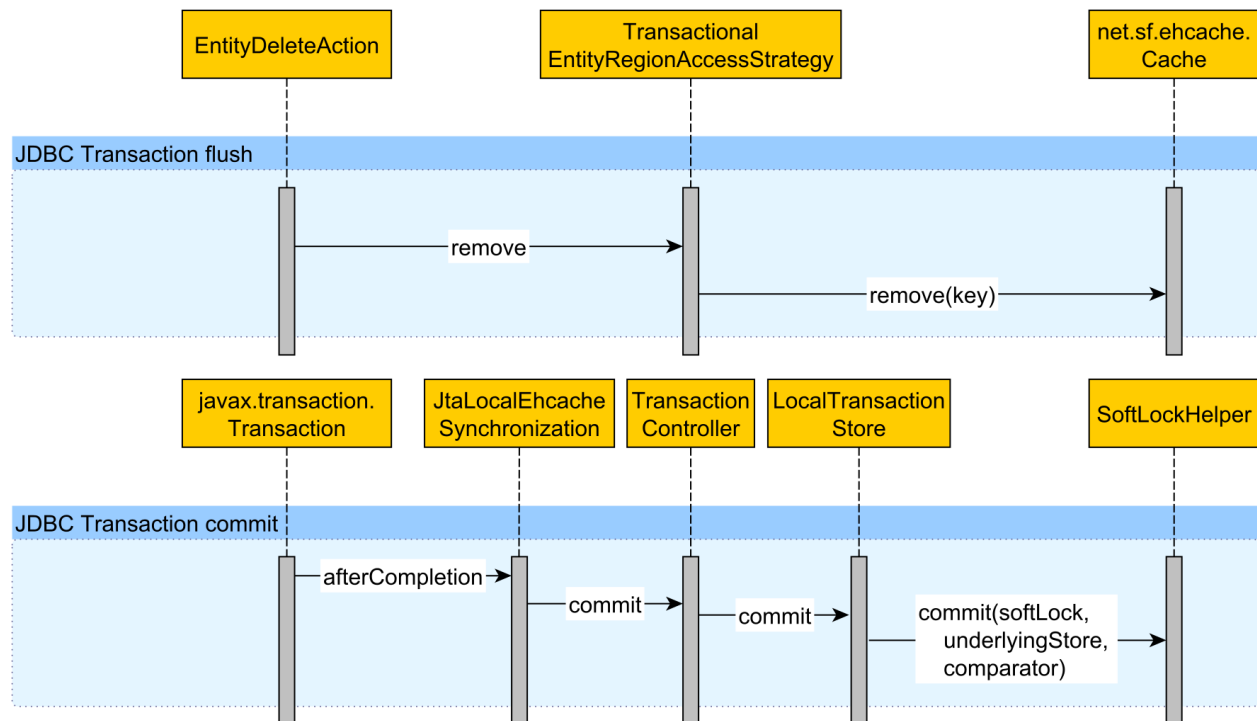 EntityDeleteAction
Transactional
EntityRegionAccessStrategy
net.sf.ehcache.
Cache
JDBC Transaction flush
remove
remove(key)
javax.transaction.
Transaction
JtaLocalEhcache
Synchronization
Transaction
Controller
LocalTransaction
Store
SoftLockHelper
JDBC Transaction commit
afterCompletion
commit
commit
commit(softLock,
underlyingStore,
comparator)